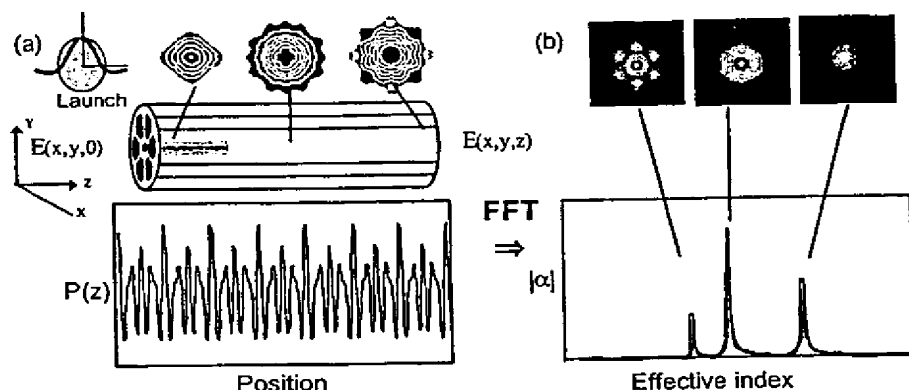 (a)
Launch
Y
E(x,y,0)
z
x
E(x,y,z)
P(z)
Position
FFT
⇒
(b)
|α|
Effective index